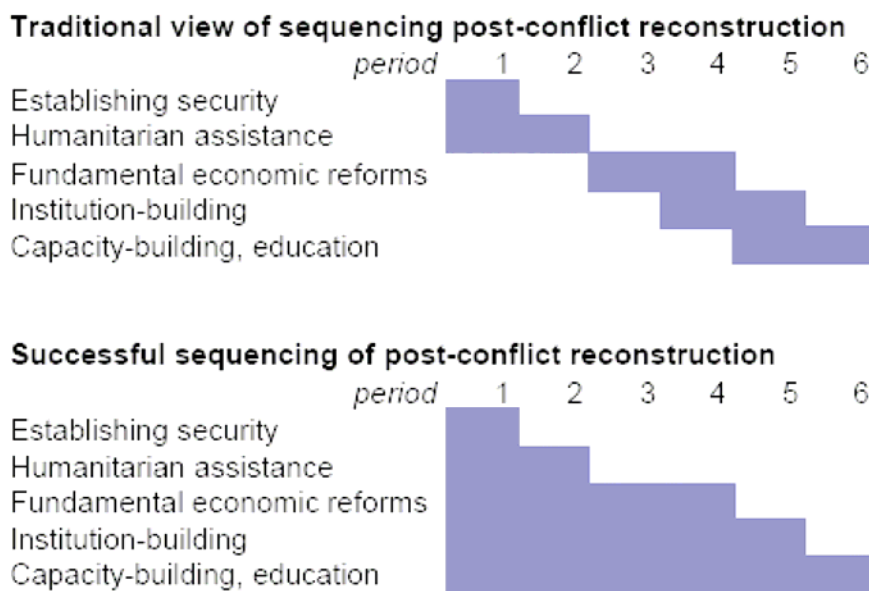 Traditional view of sequencing post-conflict reconstruction
period 1 2 3 4 5 6
Establishing security
Humanitarian assistance
Fundamental economic reforms
Institution-building
Capacity-building, education
Successful sequencing of post-conflict reconstruction
period 1 2 3 4 5 6
Establishing security
Humanitarian assistance
Fundamental economic reforms
Institution-building
Capacity-building, education